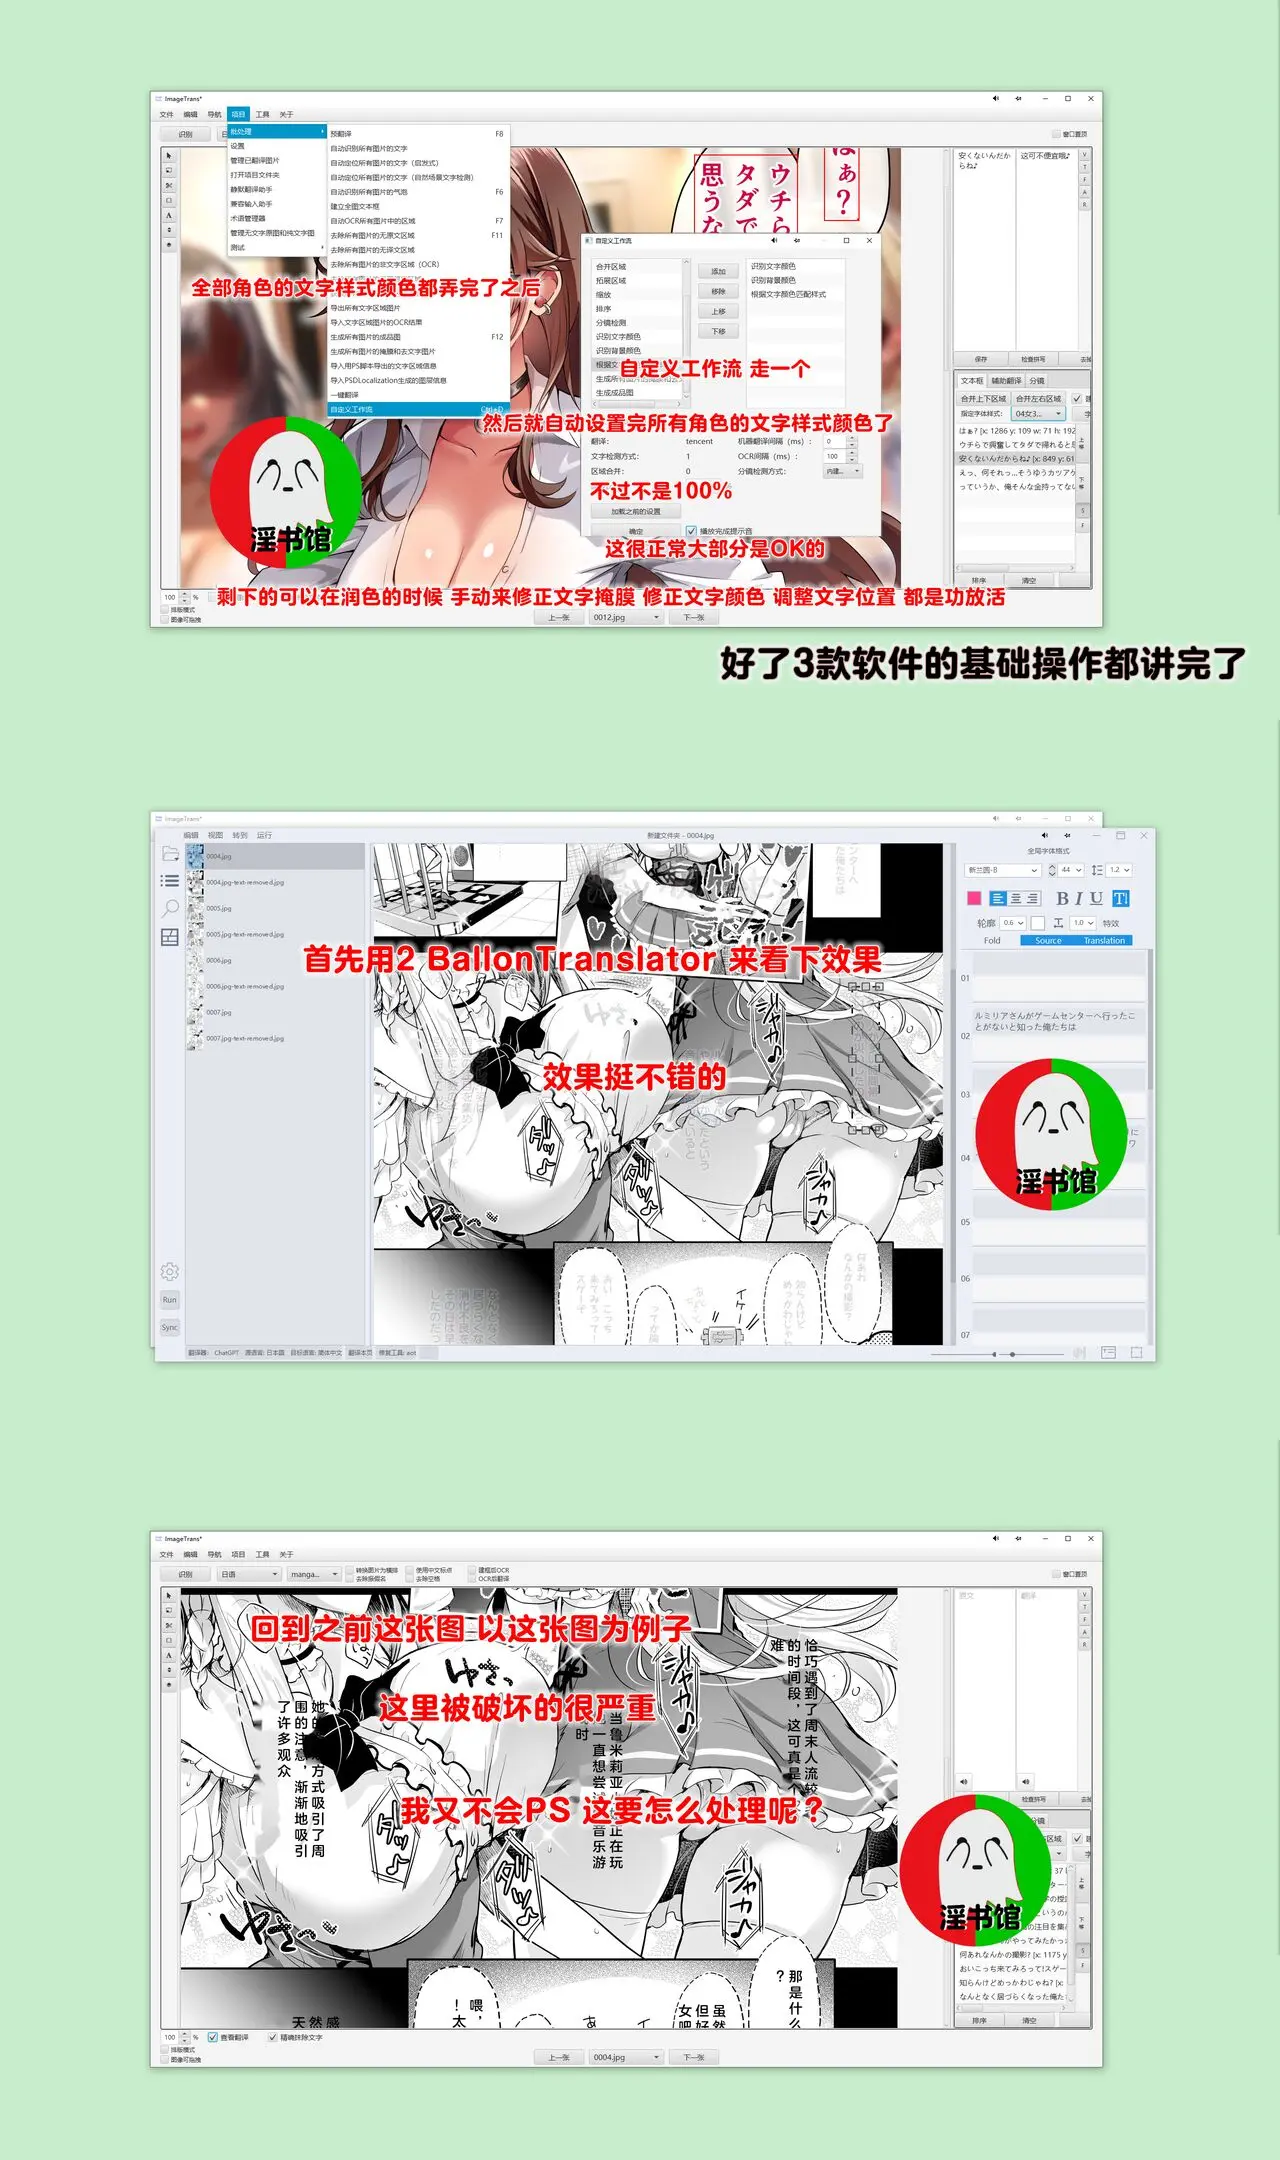 ImageTrans*
文件 编辑 导航 项目 工具 关于
识别
窗口置顶
批处理
设置
管理已翻译图片
打开项目文件夹
静默翻译助手
兼容输入助手
术语管理器
管理无文字原图和纯文字图
测试
预翻译 F8
自动识别所有图片的文字
自动定位所有图片的文字（启发式）
自动定位所有图片的文字（自然场景文字检测）
自动识别所有图片的气泡 F6
建立全图文本框
自动OCR所有图片中的区域 F7
去除所有图片的无原文区域 F11
去除所有图片的无译文区域
去除所有图片的非文字区域（OCR）
全部角色的文字样式颜色都弄完了之后
导出所有文字区域图片
导入文字区域图片的OCR结果
生成所有图片的成品图 F12
生成所有图片的掩膜和去文字图片
导入用PS脚本导出的文字区域信息
导入PSDLocalization生成的图层信息
一键翻译
自定义工作流 Ctrl+D
はぁ？
ウチら
タダで
思うな
安くないんだか
らね♪
这可不便宜哦♪
自定义工作流
合并区域
拓展区域
缩放
排序
分镜检测
识别文字颜色
识别背景颜色
生成成品图
添加
移除
上移
下移
识别文字颜色
识别背景颜色
根据文字颜色匹配样式
自定义工作流 走一个
然后就自动设置完所有角色的文字样式颜色了
翻译： tencent 机器翻译间隔（ms）： 0
文字检测方式： 1 OCR间隔（ms）： 100
区域合并： 0 分镜检测方式： 内建...
不过不是100%
加载之前的设置
确定 播放完成提示音
这很正常大部分是OK的
剩下的可以在润色的时候 手动来修正文字掩膜 修正文字颜色 调整文字位置 都是功放活
保存 检查拼写
文本框 辅助翻译 分镜
合并上下区域 合并左右区域
指定字体样式： 04女3...
はぁ? [x: 1286 y: 109 w: 71 h: 192
ウチらで興奮してタダで帰れると思
安くないんだからね♪ [x: 849 y: 61
えっ、何それっ...そうゆうカツアゲ
っていうか、俺そんな金持ってない
排序 清空
淫书馆
100 %
排版模式
图像可拖拽
上一张 0012.jpg 下一张
好了3款软件的基础操作都讲完了
ImageTrans*
编辑 视图 转到 运行
新建文件夹 - 0004.jpg
0004.jpg
0004.jpg-text-removed.jpg
0005.jpg
0005.jpg-text-removed.jpg
0006.jpg
0006.jpg-text-removed.jpg
0007.jpg
0007.jpg-text-removed.jpg
首先用2 BallonTranslator 来看下效果
效果挺不错的
全局字体格式
新兰圆-B 44 1.2
B I U
轮廓 0.6 1.0 特效
Fold Source Translation
01
ルミリアさんがゲームセンターへ行ったこ
とがないと知った俺たちは
02
03
04
05
06
07
淫书馆
Run
Sync
翻译器: ChatGPT 源语言: 日本語 目标语言: 简体中文 翻译本页 修复工具: aot
ジャカ♪
ダッ♪
ダッ♪
ジャカ♪
イケー
ImageTrans*
文件 编辑 导航 项目 工具 关于
识别 日语 manga...
转换图片为横排
去除振假名
使用中文标点
去除空格
建框后OCR
OCR后翻译
窗口置顶
原文 翻译
回到之前这张图 以这张图为例子
这里被破坏的很严重
我又不会PS 这要怎么处理呢？
恰巧遇到了周末人流较
的时间段，这可真是个
难
当鲁米莉亚
一直想尝试
正在玩
音乐游
时
方式吸引了周
围的注意，渐渐地吸引
了许多观众
ジャカ♪
ダッ♪
ダッ♪
ジャカ♪
那是什么
？
喂，
！太
天然感
检查拼写
淫书馆
何あれなんかの撮影? [x: 1175 y
おいこっち来てみろって!スゲー
知らんけどめっかわじゃね? [x:
なんとなく居づらくなった俺た
排序 清空
100 % 查看翻译 精确抹除文字
排版模式
图像可拖拽
上一张 0004.jpg 下一张